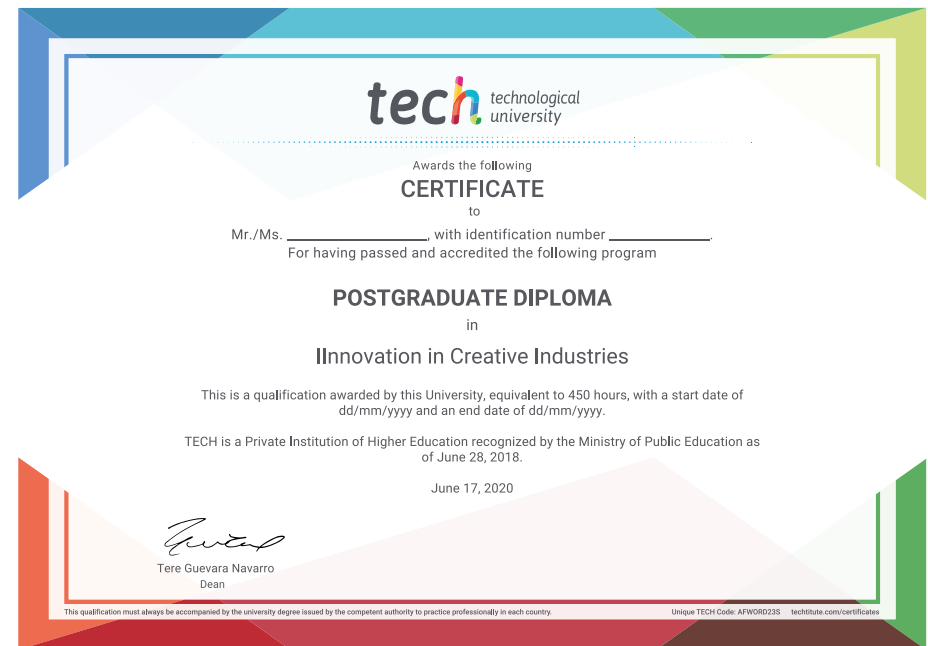 tech technological
university
Awards the following
CERTIFICATE
to
Mr./Ms. ____________________, with identification number ______________.
For having passed and accredited the following program
POSTGRADUATE DIPLOMA
in
IInnovation in Creative Industries
This is a qualification awarded by this University, equivalent to 450 hours, with a start date of
dd/mm/yyyy and an end date of dd/mm/yyyy.
TECH is a Private Institution of Higher Education recognized by the Ministry of Public Education as
of June 28, 2018.
June 17, 2020
Tere Guevara Navarro
Dean
This qualification must always be accompanied by the university degree issued by the competent authority to practice professionally in each country. Unique TECH Code: AFWORD23S techtitute.com/certificates